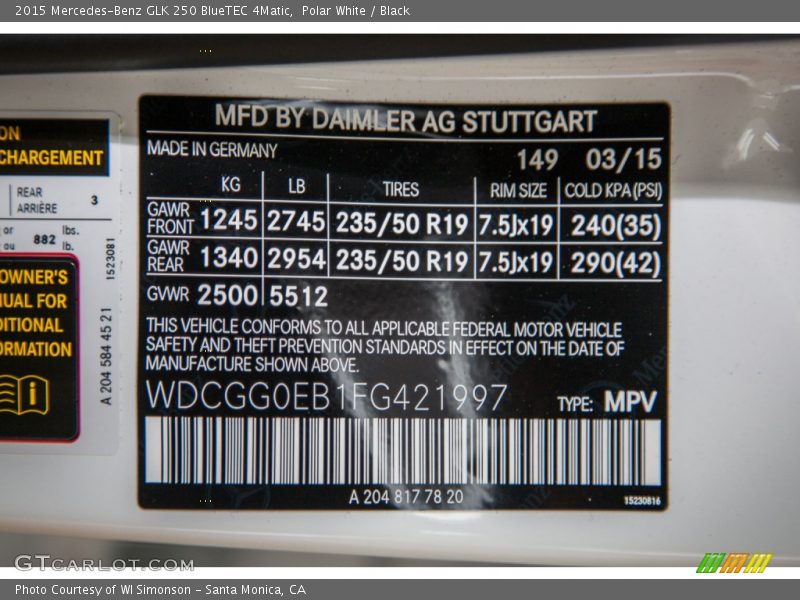 2015 Mercedes-Benz GLK 250 BlueTEC 4Matic, Polar White / Black
ON
CHARGEMENT
REAR
ARRIÈRE 3
or
ou 882 lbs.
lb.
OWNER'S
UAL FOR
DITIONAL
ORMATION
1523081
A 204 584 45 21
MFD BY DAIMLER AG STUTTGART
MADE IN GERMANY 149 03/15
KG LB TIRES RIM SIZE COLD KPA(PSI)
GAWR FRONT 1245 2745 235/50 R19 7.5Jx19 240(35)
GAWR REAR 1340 2954 235/50 R19 7.5Jx19 290(42)
GWWR 2500 5512
THIS VEHICLE CONFORMS TO ALL APPLICABLE FEDERAL MOTOR VEHICLE
SAFETY AND THEFT PREVENTION STANDARDS IN EFFECT ON THE DATE OF
MANUFACTURE SHOWN ABOVE.
WDCGG0EB1FG421997 TYPE: MPV
A 204 817 78 20
15230816
GTCARLOT.COM
Photo Courtesy of WI Simonson - Santa Monica, CA